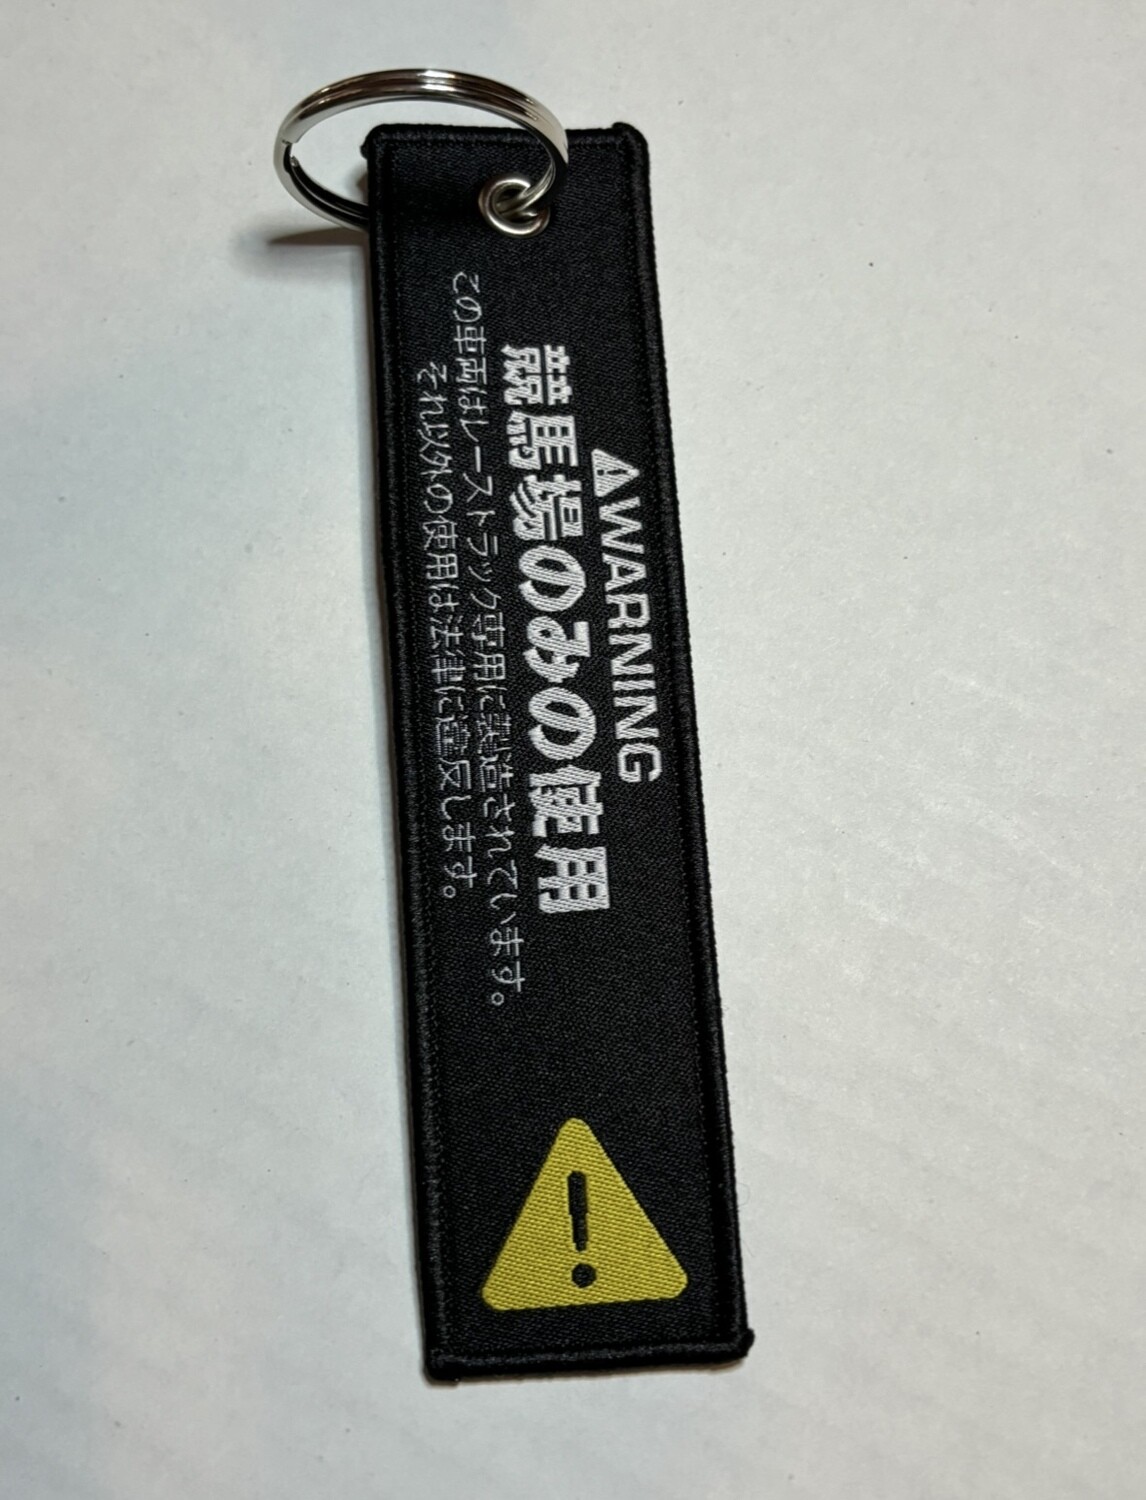 ⚠WARNING
競馬場のみの使用
この車両はレーストラック専用に製造されています。
それ以外の使用は法律に違反します。